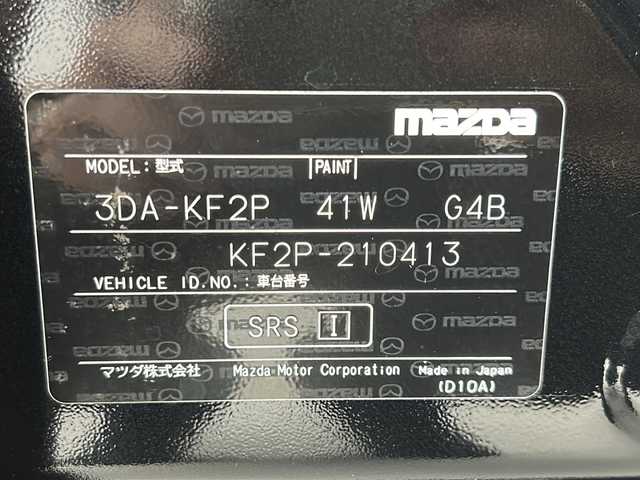 mazda
MODEL: 型式 PAINT
3DA-KF2P 41W G4B
KF2P-210413
VEHICLE ID.NO.: 車台番号
SRS I
マツダ株式会社 Mazda Motor Corporation Made in Japan
(D10A)